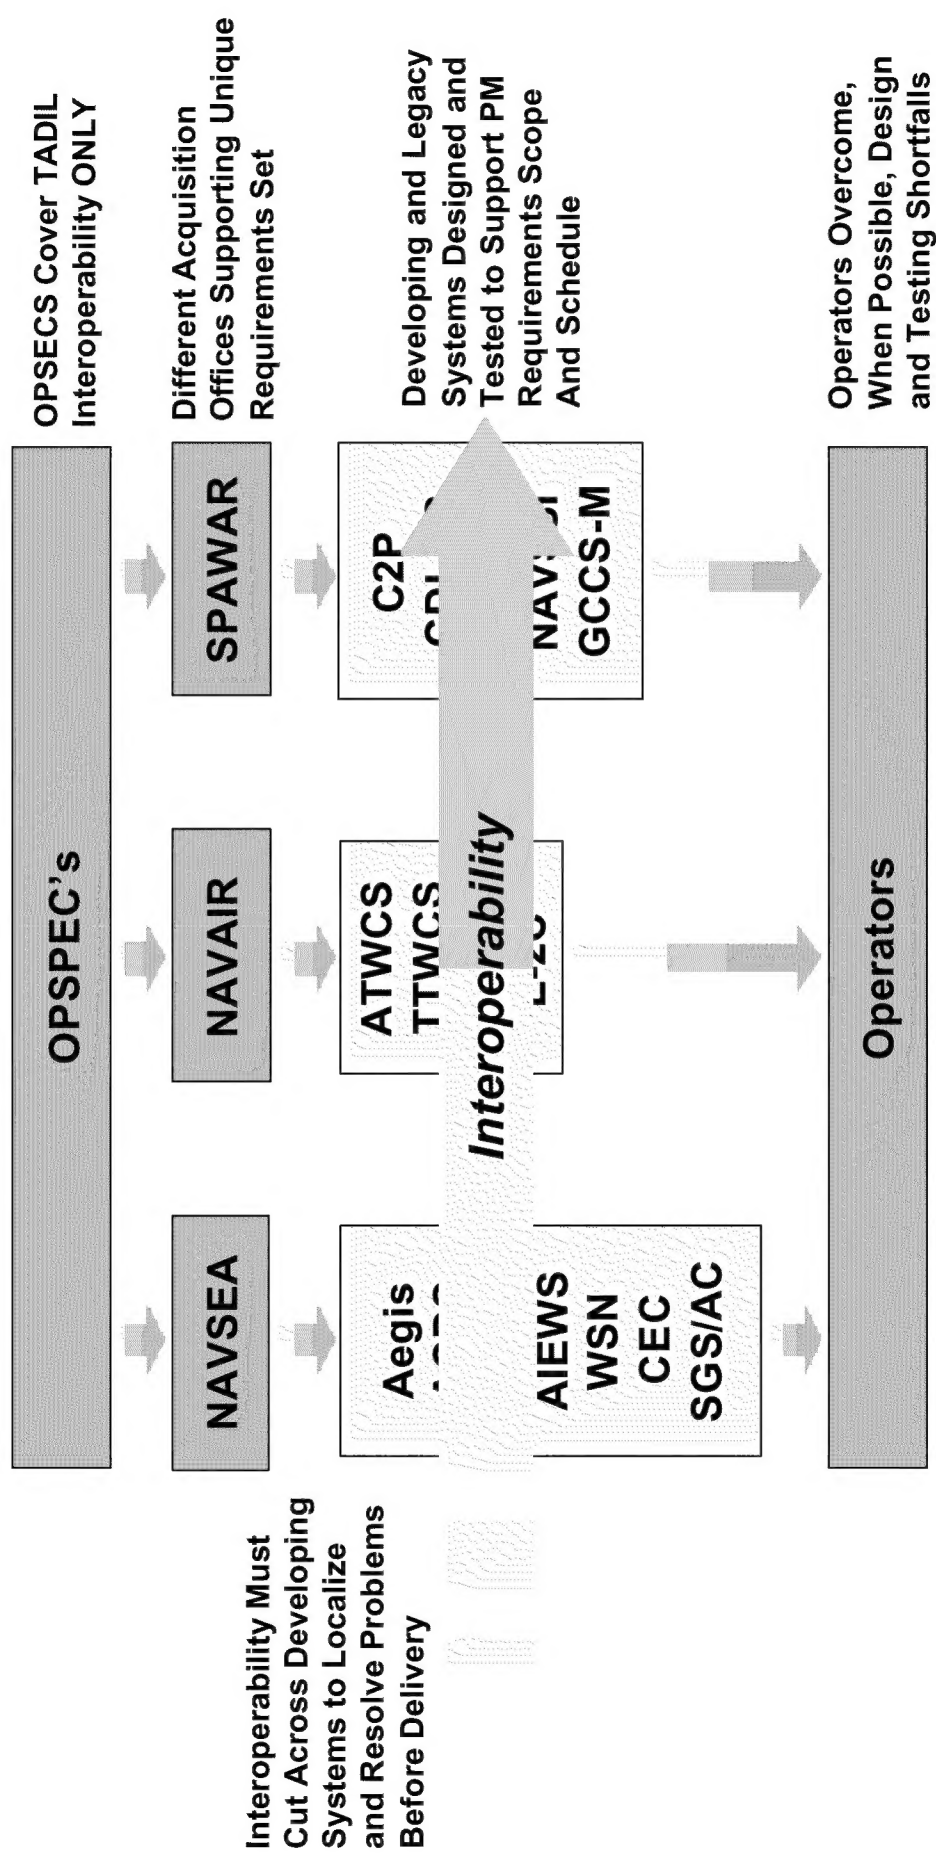 OPSPEC's
OPSECS Cover TADIL
Interoperability ONLY
NAVSEA
NAVAIR
SPAWAR
Different Acquisition
Offices Supporting Unique
Requirements Set
Interoperability Must
Cut Across Developing
Systems to Localize
and Resolve Problems
Before Delivery
Aegis
AIEWS
WSN
CEC
SGS/AC
ATWCS
TTWCS
C2P
GCCS-M
Interoperability
Developing and Legacy
Systems Designed and
Tested to Support PM
Requirements Scope
And Schedule
Operators
Operators Overcome,
When Possible, Design
and Testing Shortfalls